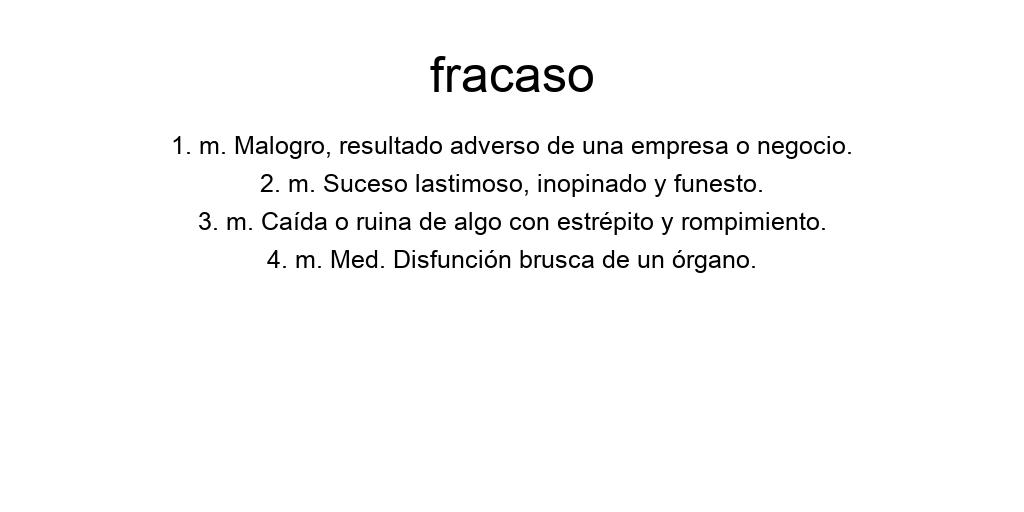 fracaso
1. m. Malogro, resultado adverso de una empresa o negocio.
2. m. Suceso lastimoso, inopinado y funesto.
3. m. Caída o ruina de algo con estrépito y rompimiento.
4. m. Med. Disfunción brusca de un órgano.